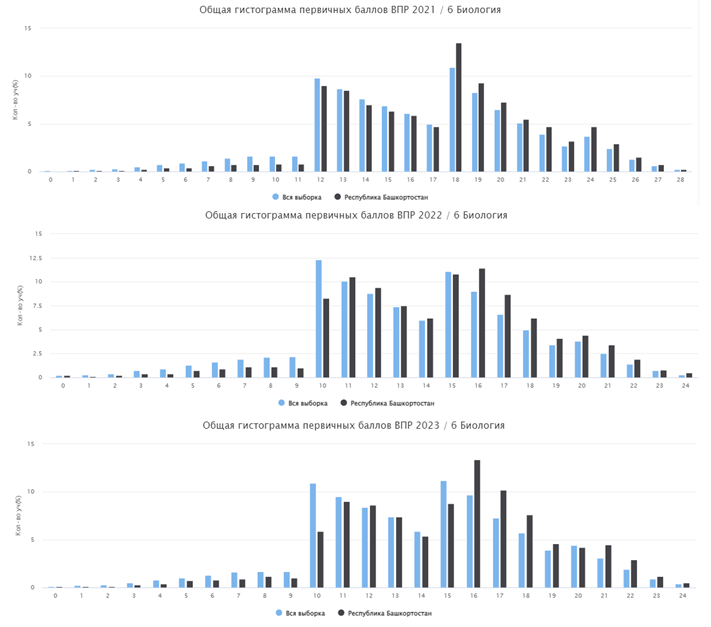 Общая гистограмма первичных баллов ВПР 2021 / 6 Биология
15
10
5
0
Кол-во уч(%)
0 1 2 3 4 5 6 7 8 9 10 11 12 13 14 15 16 17 18 19 20 21 22 23 24 25 26 27 28
Вся выборка Республика Башкортостан
Общая гистограмма первичных баллов ВПР 2022 / 6 Биология
15
12.5
10
7.5
5
2.5
0
Кол-во уч(%)
0 1 2 3 4 5 6 7 8 9 10 11 12 13 14 15 16 17 18 19 20 21 22 23 24
Вся выборка Республика Башкортостан
Общая гистограмма первичных баллов ВПР 2023 / 6 Биология
15
10
5
0
Кол-во уч(%)
0 1 2 3 4 5 6 7 8 9 10 11 12 13 14 15 16 17 18 19 20 21 22 23 24
Вся выборка Республика Башкортостан